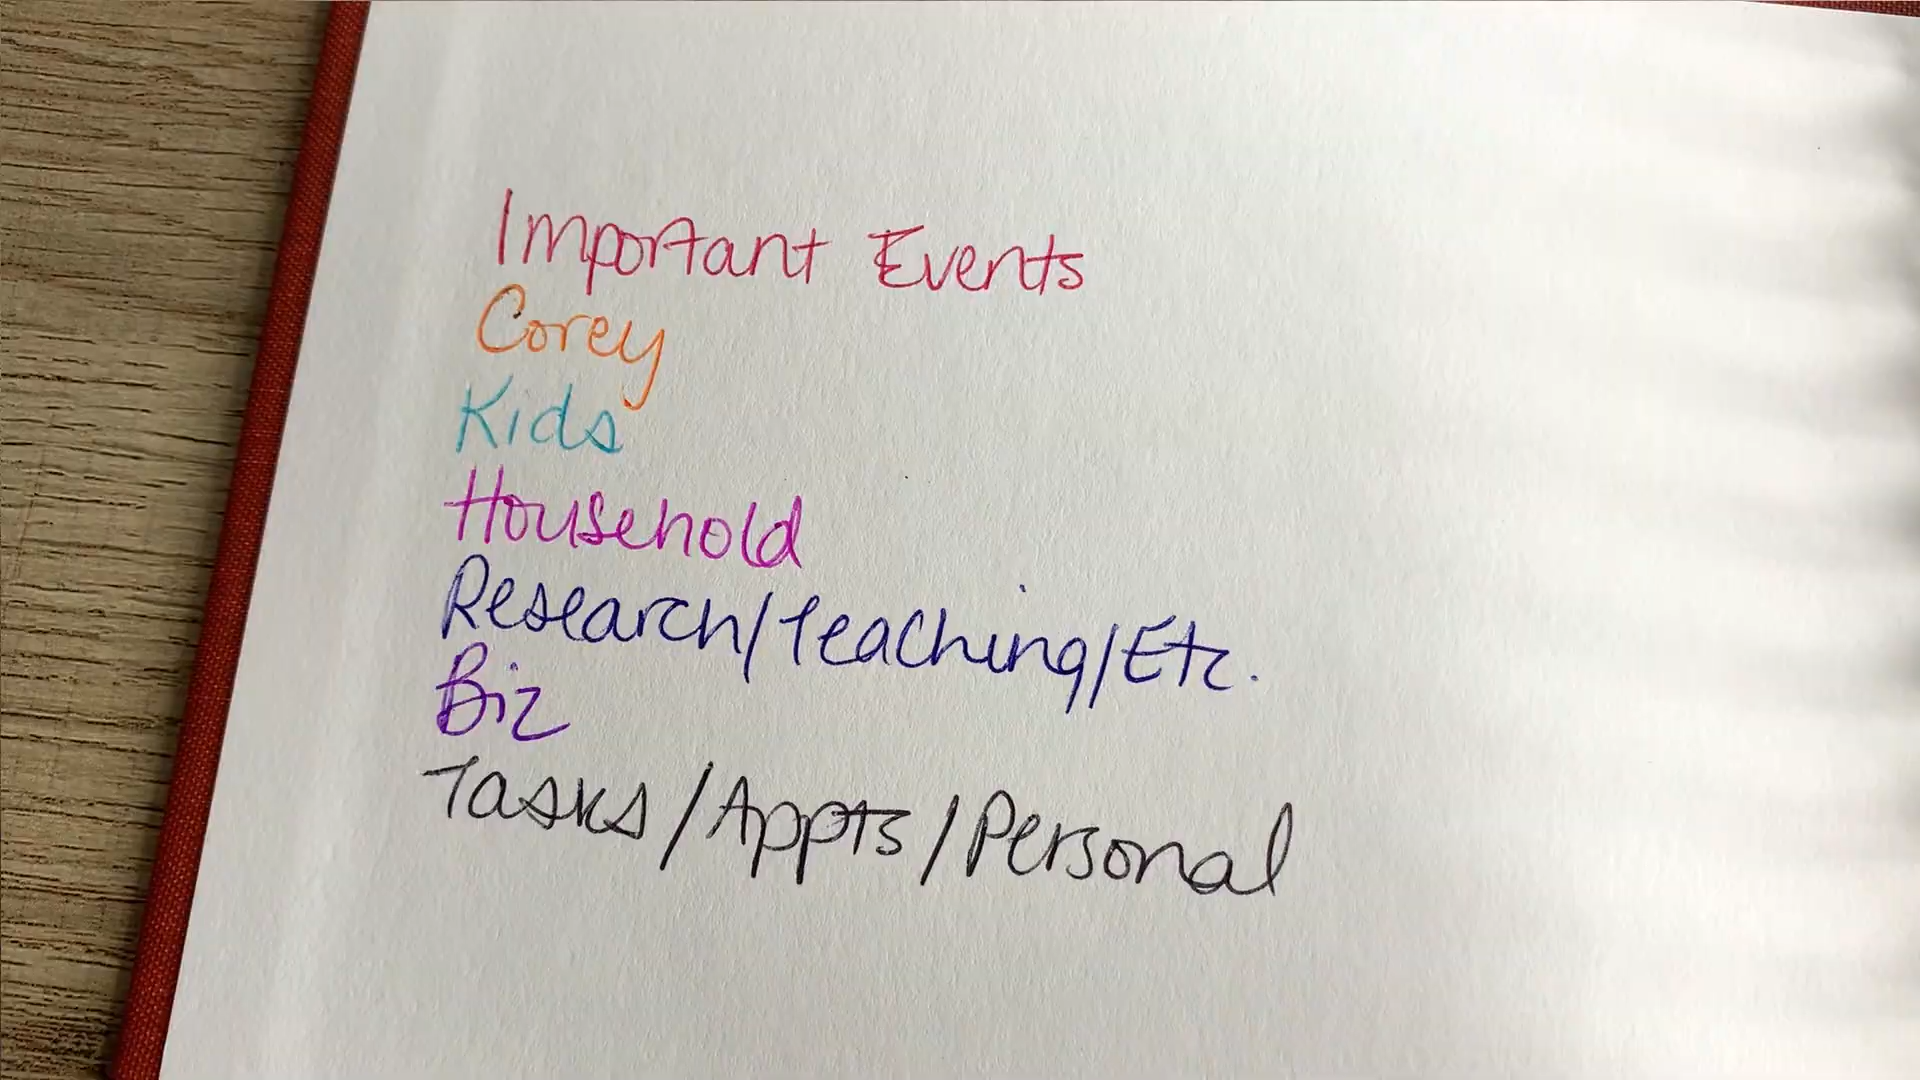 Important Events
Corey
Kids
Household
Research/Teaching/Etc.
Biz
Tasks/Appts/Personal